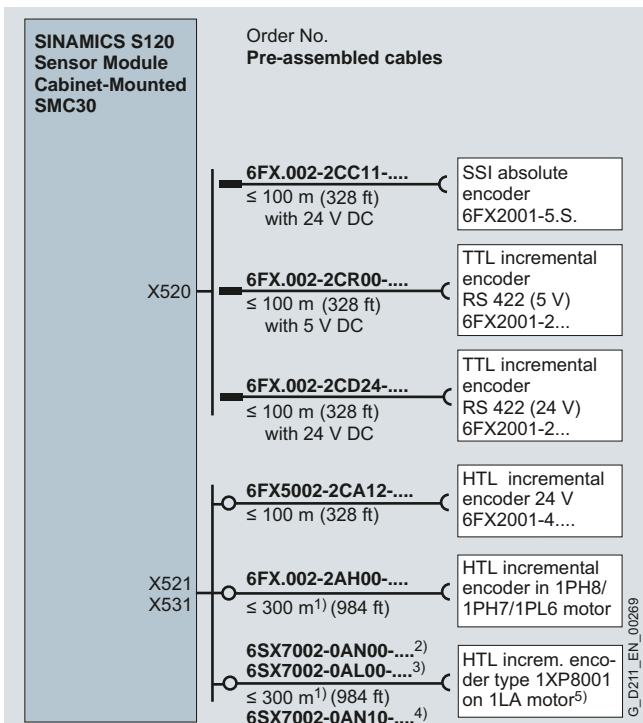 SINAMICS S120
Sensor Module
Cabinet-Mounted
SMC30
Order No.
Pre-assembled cables
X520
6FX.002-2CC11-....
≤ 100 m (328 ft)
with 24 V DC
SSI absolute
encoder
6FX2001-5.S.
6FX.002-2CR00-....
≤ 100 m (328 ft)
with 5 V DC
TTL incremental
encoder
RS 422 (5 V)
6FX2001-2...
6FX.002-2CD24-....
≤ 100 m (328 ft)
with 24 V DC
TTL incremental
encoder
RS 422 (24 V)
6FX2001-2...
X521
X531
6FX5002-2CA12-....
≤ 100 m (328 ft)
HTL incremental
encoder 24 V
6FX2001-4....
6FX.002-2AH00-....
≤ 300 m1) (984 ft)
HTL incremental
encoder in 1PH8/
1PH7/1PL6 motor
6SX7002-0AN00-....2)
6SX7002-0AL00-....3)
≤ 300 m1) (984 ft)
6SX7002-0AN10-....4)
HTL increm. enco-
der type 1XP8001
on 1LA motor5)
G_D211_EN_00269